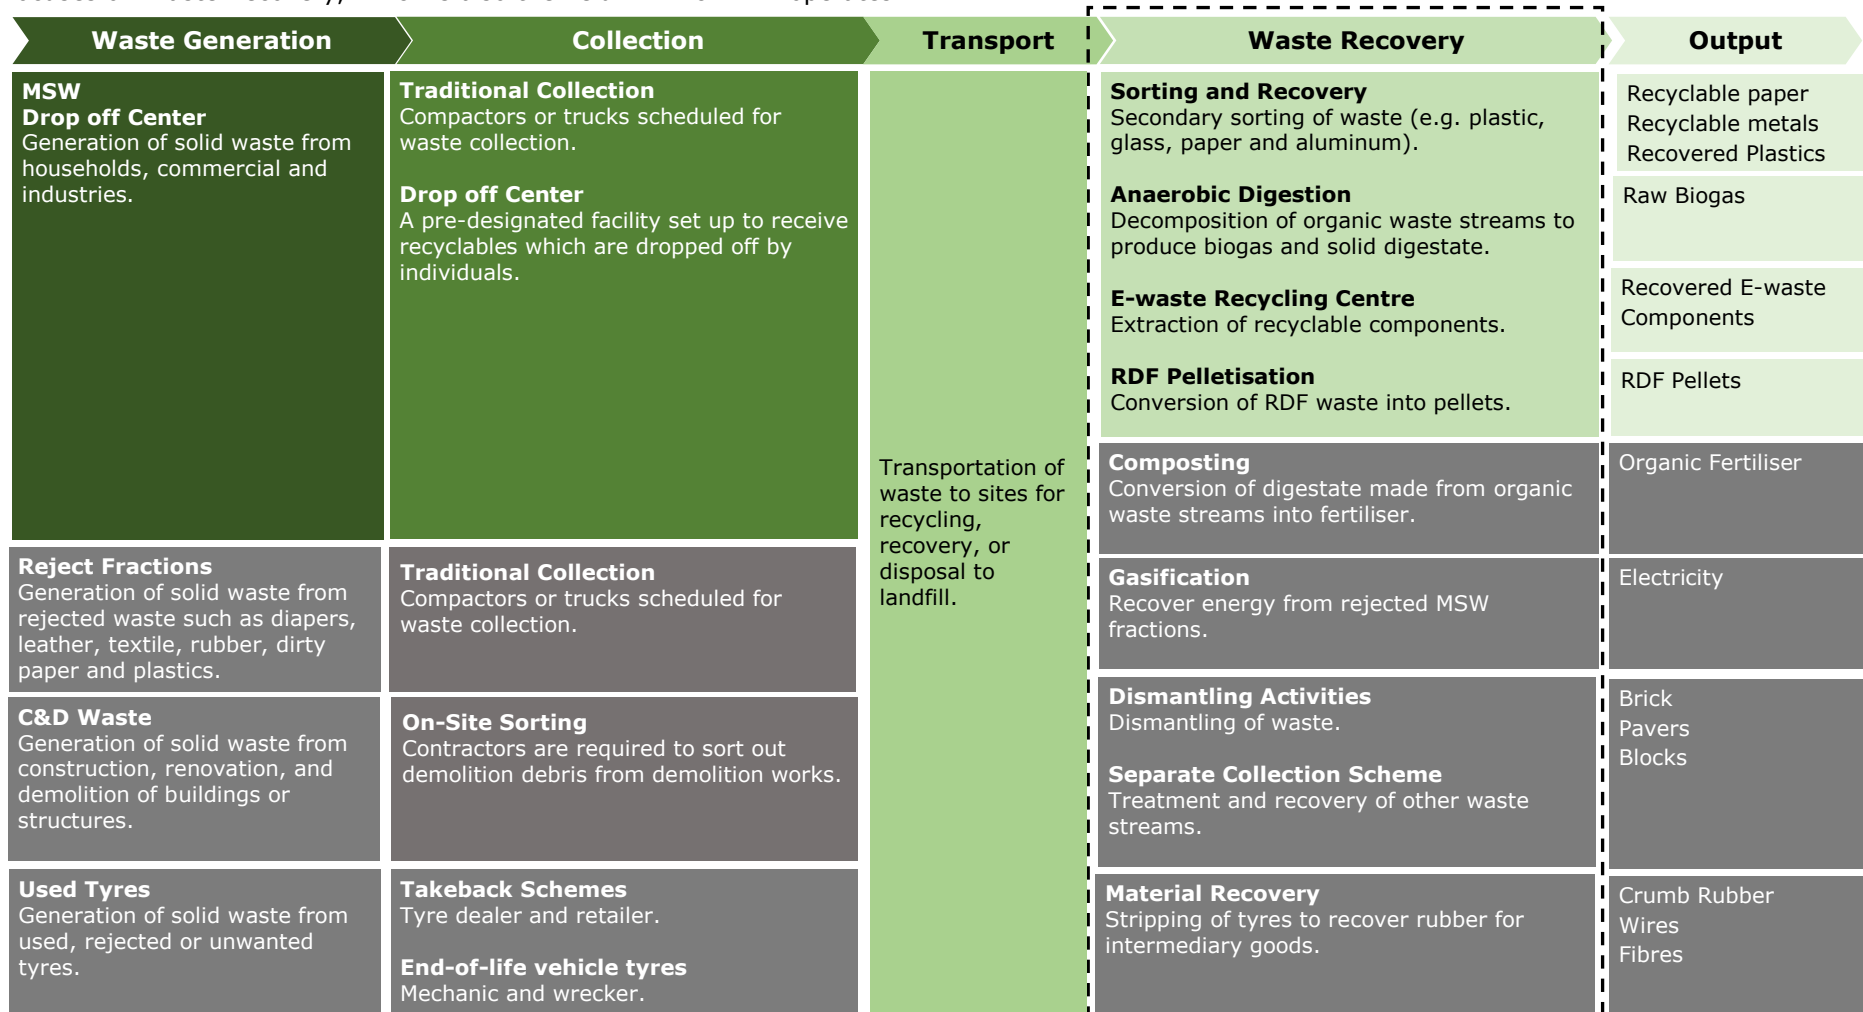 Waste Generation
Collection
Transport
Waste Recovery
Output
MSW
Drop off Center
Generation of solid waste from
households, commercial and
industries.
Traditional Collection
Compactors or trucks scheduled for
waste collection.
Drop off Center
A pre-designated facility set up to receive
recyclables which are dropped off by
individuals.
Reject Fractions
Generation of solid waste from
rejected waste such as diapers,
leather, textile, rubber, dirty
paper and plastics.
Traditional Collection
Compactors or trucks scheduled for
waste collection.
C&D Waste
Generation of solid waste from
construction, renovation, and
demolition of buildings or
structures.
On-Site Sorting
Contractors are required to sort out
demolition debris from demolition works.
Used Tyres
Generation of solid waste from
used, rejected or unwanted
tyres.
Takeback Schemes
Tyre dealer and retailer.
End-of-life vehicle tyres
Mechanic and wrecker.
Transportation of
waste to sites for
recycling,
recovery, or
disposal to
landfill.
Sorting and Recovery
Secondary sorting of waste (e.g. plastic,
glass, paper and aluminum).
Anaerobic Digestion
Decomposition of organic waste streams to
produce biogas and solid digestate.
E-waste Recycling Centre
Extraction of recyclable components.
RDF Pelletisation
Conversion of RDF waste into pellets.
Composting
Conversion of digestate made from organic
waste streams into fertiliser.
Gasification
Recover energy from rejected MSW
fractions.
Dismantling Activities
Dismantling of waste.
Separate Collection Scheme
Treatment and recovery of other waste
streams.
Material Recovery
Stripping of tyres to recover rubber for
intermediary goods.
Recyclable paper
Recyclable metals
Recovered Plastics
Raw Biogas
Recovered E-waste
Components
RDF Pellets
Organic Fertiliser
Electricity
Brick
Pavers
Blocks
Crumb Rubber
Wires
Fibres